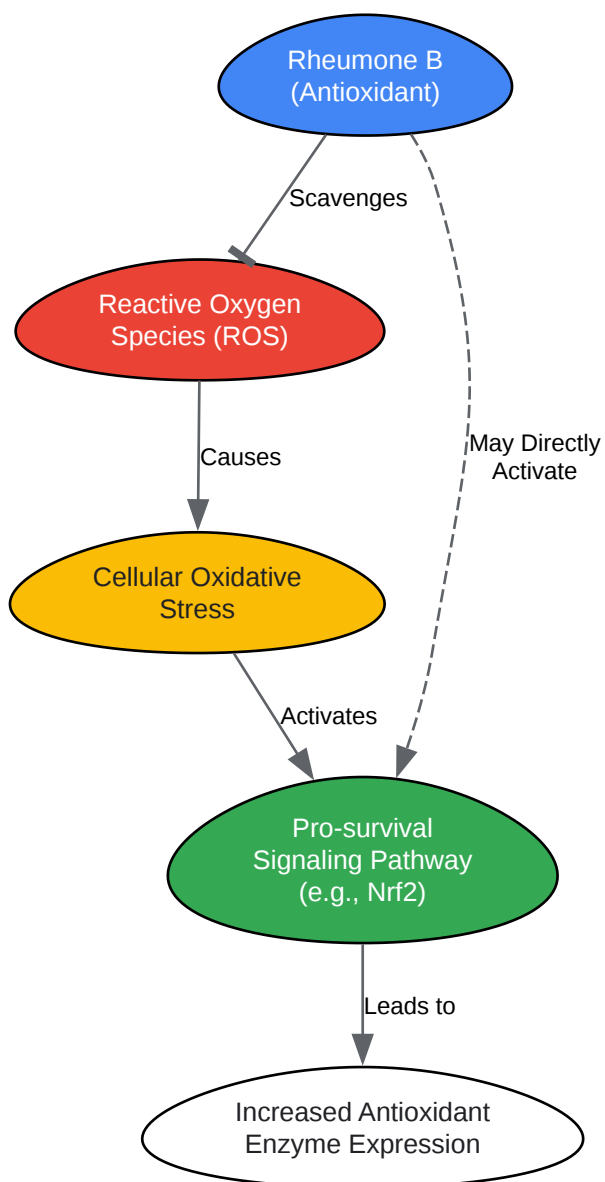 Rheumone B
(Antioxidant)
Scavenges
Reactive Oxygen
Species (ROS)
Causes
May Directly
Activate
Cellular Oxidative
Stress
Activates
Pro-survival
Signaling Pathway
(e.g., Nrf2)
Leads to
Increased Antioxidant
Enzyme Expression